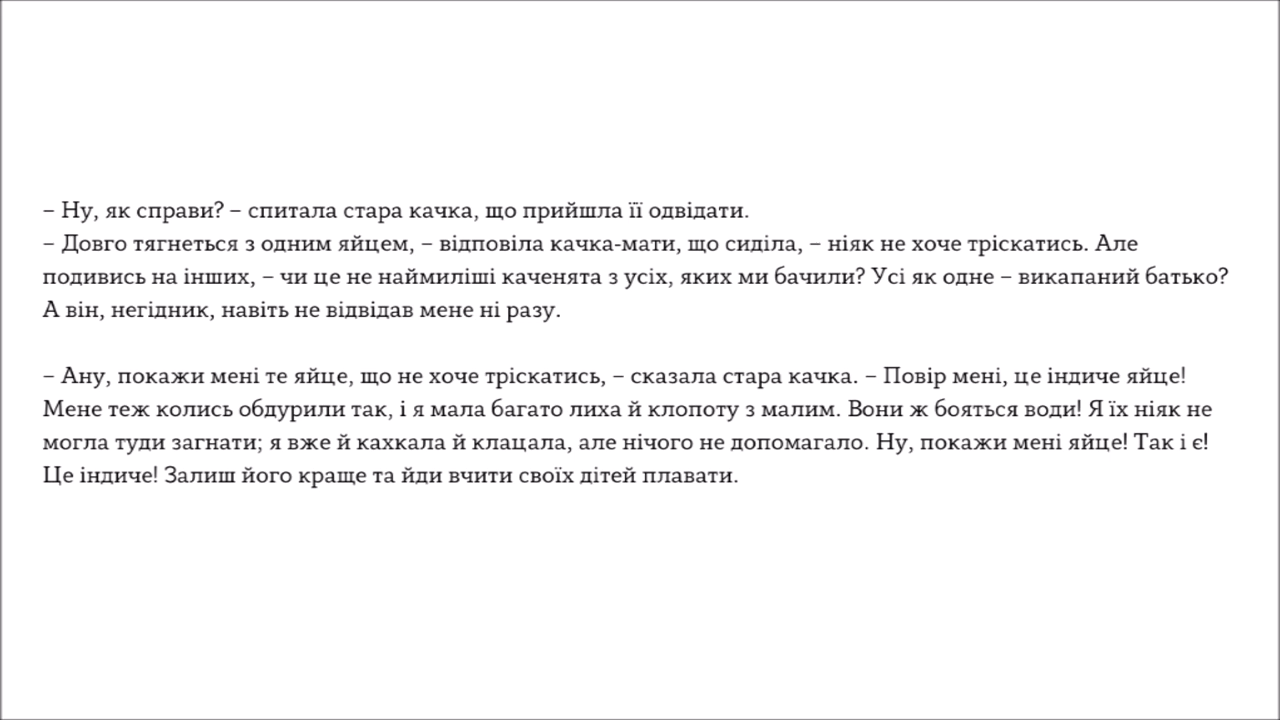 – Ну, як справи? – спитала стара качка, що прийшла її одвідати.
– Довго тягнеться з одним яйцем, – відповіла качка-мати, що сиділа, – ніяк не хоче тріскатись. Але
подивись на інших, – чи це не наймиліші каченята з усіх, яких ми бачили? Усі як одне – викапаний батько?
А він, негідник, навіть не відвідав мене ні разу.
– Ану, покажи мені те яйце, що не хоче тріскатись, – сказала стара качка. – Повір мені, це індиче яйце!
Мене теж колись обдурили так, і я мала багато лиха й клопоту з малим. Вони ж бояться води! Я їх ніяк не
могла туди загнати; я вже й кахкала й клацала, але нічого не допомагало. Ну, покажи мені яйце! Так і є!
Це індиче! Залиш його краще та йди вчити своїх дітей плавати.